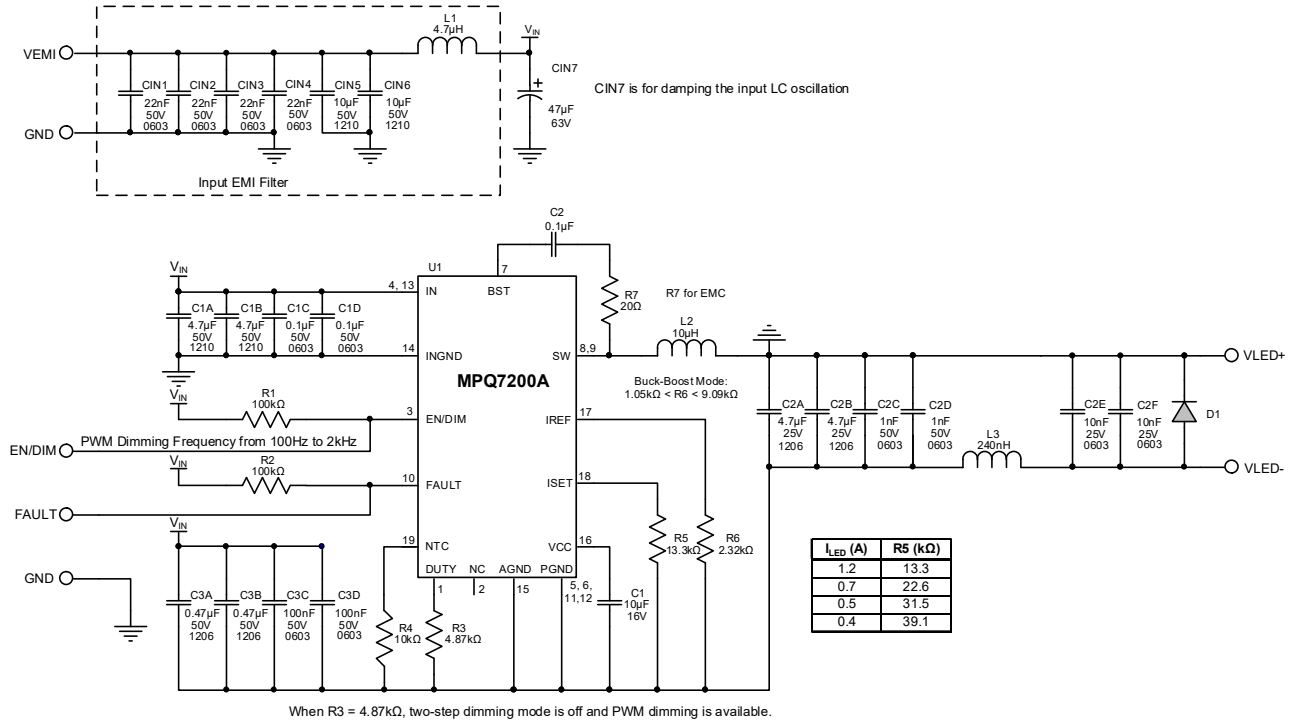 L1
4.7µH
VIN
VEMI
CIN1
22nF
50V
0603
CIN2
22nF
50V
0603
CIN3
22nF
50V
0603
CIN4
22nF
50V
0603
CIN5
10µF
50V
1210
CIN6
10µF
50V
1210
CIN7
+
47µF
63V
CIN7 is for damping the input LC oscillation
GND
Input EMI Filter
C2
0.1µF
U1
7
BST
VIN
4, 13
IN
R7
20Ω
R7 for EMC
C1A
4.7µF
50V
1210
C1B
4.7µF
50V
1210
C1C
0.1µF
50V
0603
C1D
0.1µF
50V
0603
L2
10µH
14
INGND
SW
8,9
VLED+
MPQ7200A
Buck-Boost Mode:
1.05kΩ < R6 < 9.09kΩ
VIN
R1
100kΩ
3
EN/DIM
IREF
17
C2A
4.7µF
25V
1206
C2B
4.7µF
25V
1206
C2C
1nF
50V
0603
C2D
1nF
50V
0603
C2E
10nF
25V
0603
C2F
10nF
25V
0603
D1
L3
240nH
EN/DIM
PWM Dimming Frequency from 100Hz to 2kHz
VIN
R2
100kΩ
10
FAULT
ISET
18
VLED-
FAULT
VIN
19
NTC
VCC
16
R5
13.3kΩ
R6
2.32kΩ
GND
DUTY
NC
AGND
PGND
1
2
15
5, 6,
11,12
C3A
0.47µF
50V
1206
C3B
0.47µF
50V
1206
C3C
100nF
50V
0603
C3D
100nF
50V
0603
R4
10kΩ
R3
4.87kΩ
C1
10µF
16V
ILED (A) R5 (kΩ)
1.2 13.3
0.7 22.6
0.5 31.5
0.4 39.1
When R3 = 4.87kΩ, two-step dimming mode is off and PWM dimming is available.